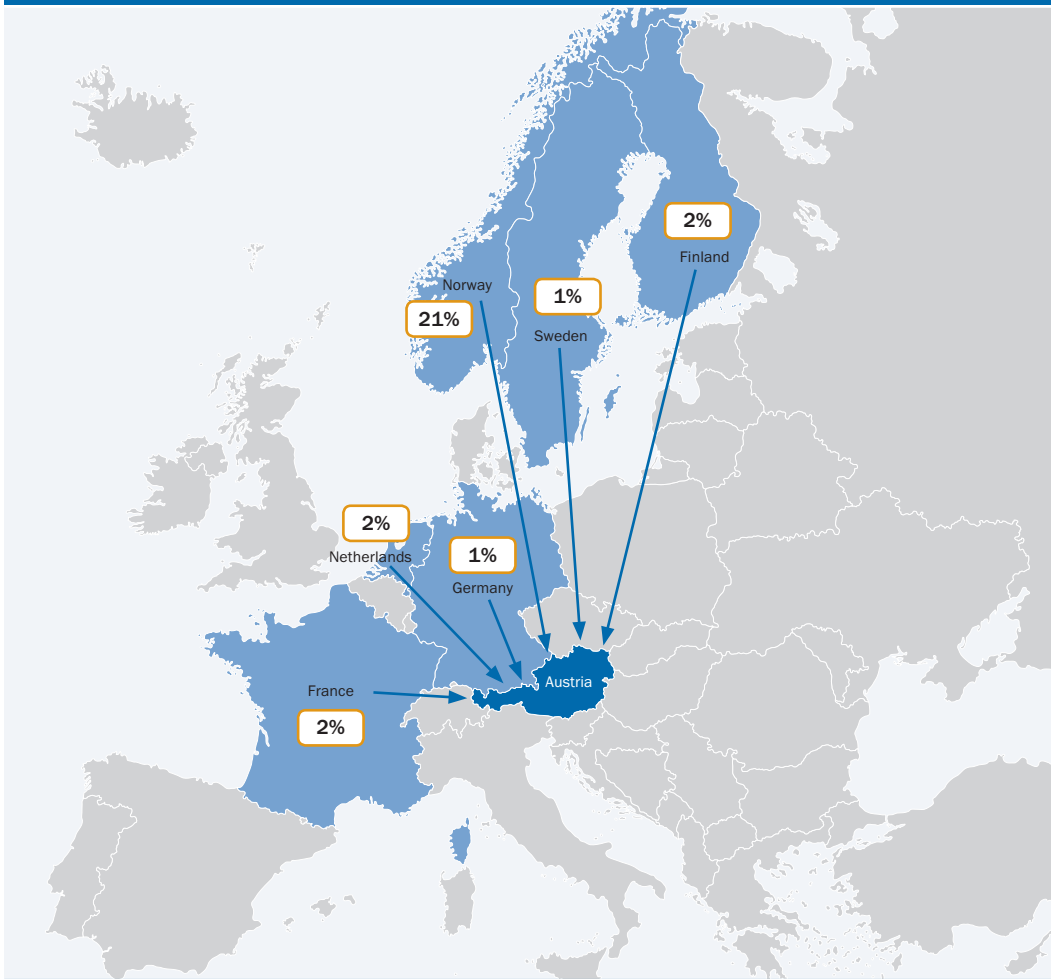 2%
Finland
Norway
21%
1%
Sweden
2%
Netherlands
1%
Germany
Austria
France
2%